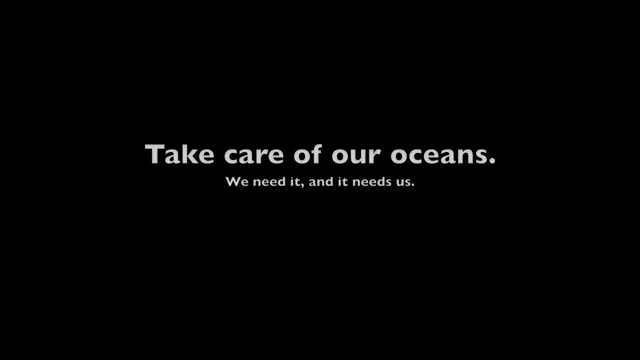 Take care of our oceans.
We need it, and it needs us.